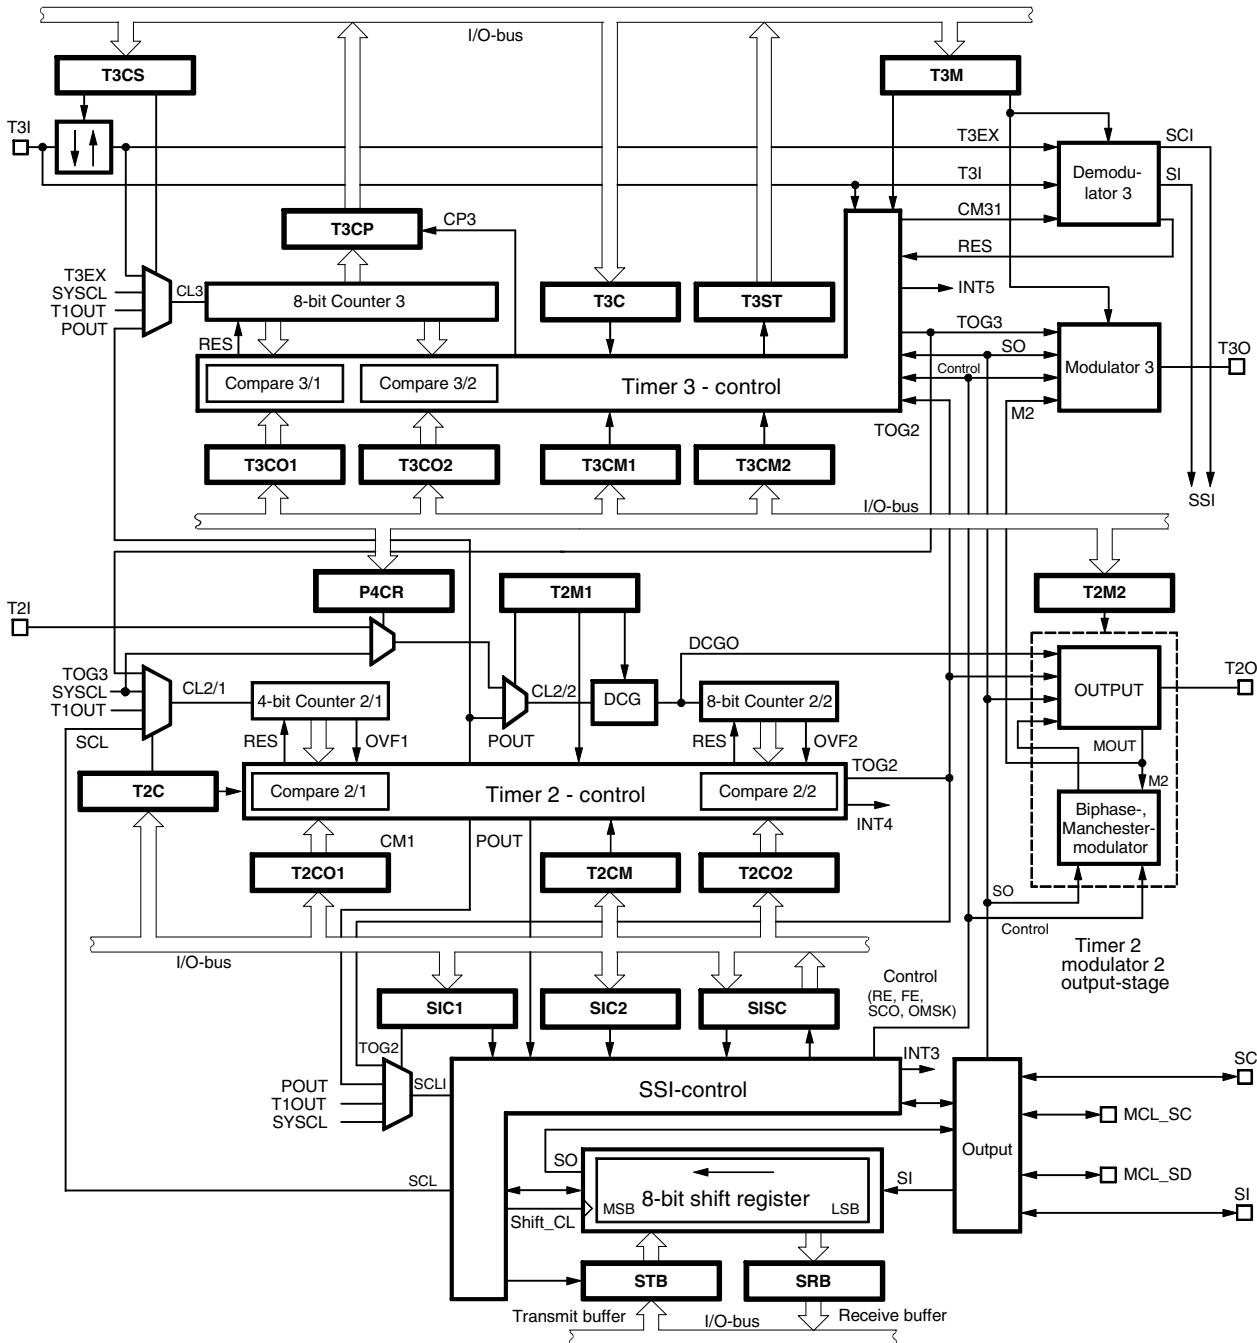 I/O-bus
T3CS
T3M
T3I
T3EX
SCI
T3I
SI
Demodu-
lator 3
T3CP
CP3
CM31
RES
T3EX
SYSCL
T1OUT
POUT
CL3
8-bit Counter 3
T3C
T3ST
INT5
RES
TOG3
SO
Control
M2
Modulator 3
T3O
Compare 3/1
Compare 3/2
Timer 3 - control
TOG2
T3CO1
T3CO2
T3CM1
T3CM2
SSI
I/O-bus
P4CR
T2M1
T2M2
T2I
DCGO
TOG3
SYSCL
T1OUT
SCL
CL2/1
4-bit Counter 2/1
CL2/2
DCG
8-bit Counter 2/2
OUTPUT
T2O
RES
OVF1
POUT
RES
OVF2
MOUT
TOG2
M2
T2C
Compare 2/1
Timer 2 - control
Compare 2/2
INT4
Biphase-,
Manchester-
modulator
CM1
POUT
T2CO1
T2CM
T2CO2
SO
Control
I/O-bus
Timer 2
modulator 2
output-stage
SIC1
SIC2
SISC
Control
(RE, FE,
SCO, OMSK)
TOG2
INT3
POUT
T1OUT
SYSCL
SCLI
SSI-control
SC
MCL_SC
Output
SO
SI
SCL
8-bit shift register
MSB
LSB
MCL_SD
Shift_CL
SI
STB
SRB
Transmit buffer
I/O-bus
Receive buffer